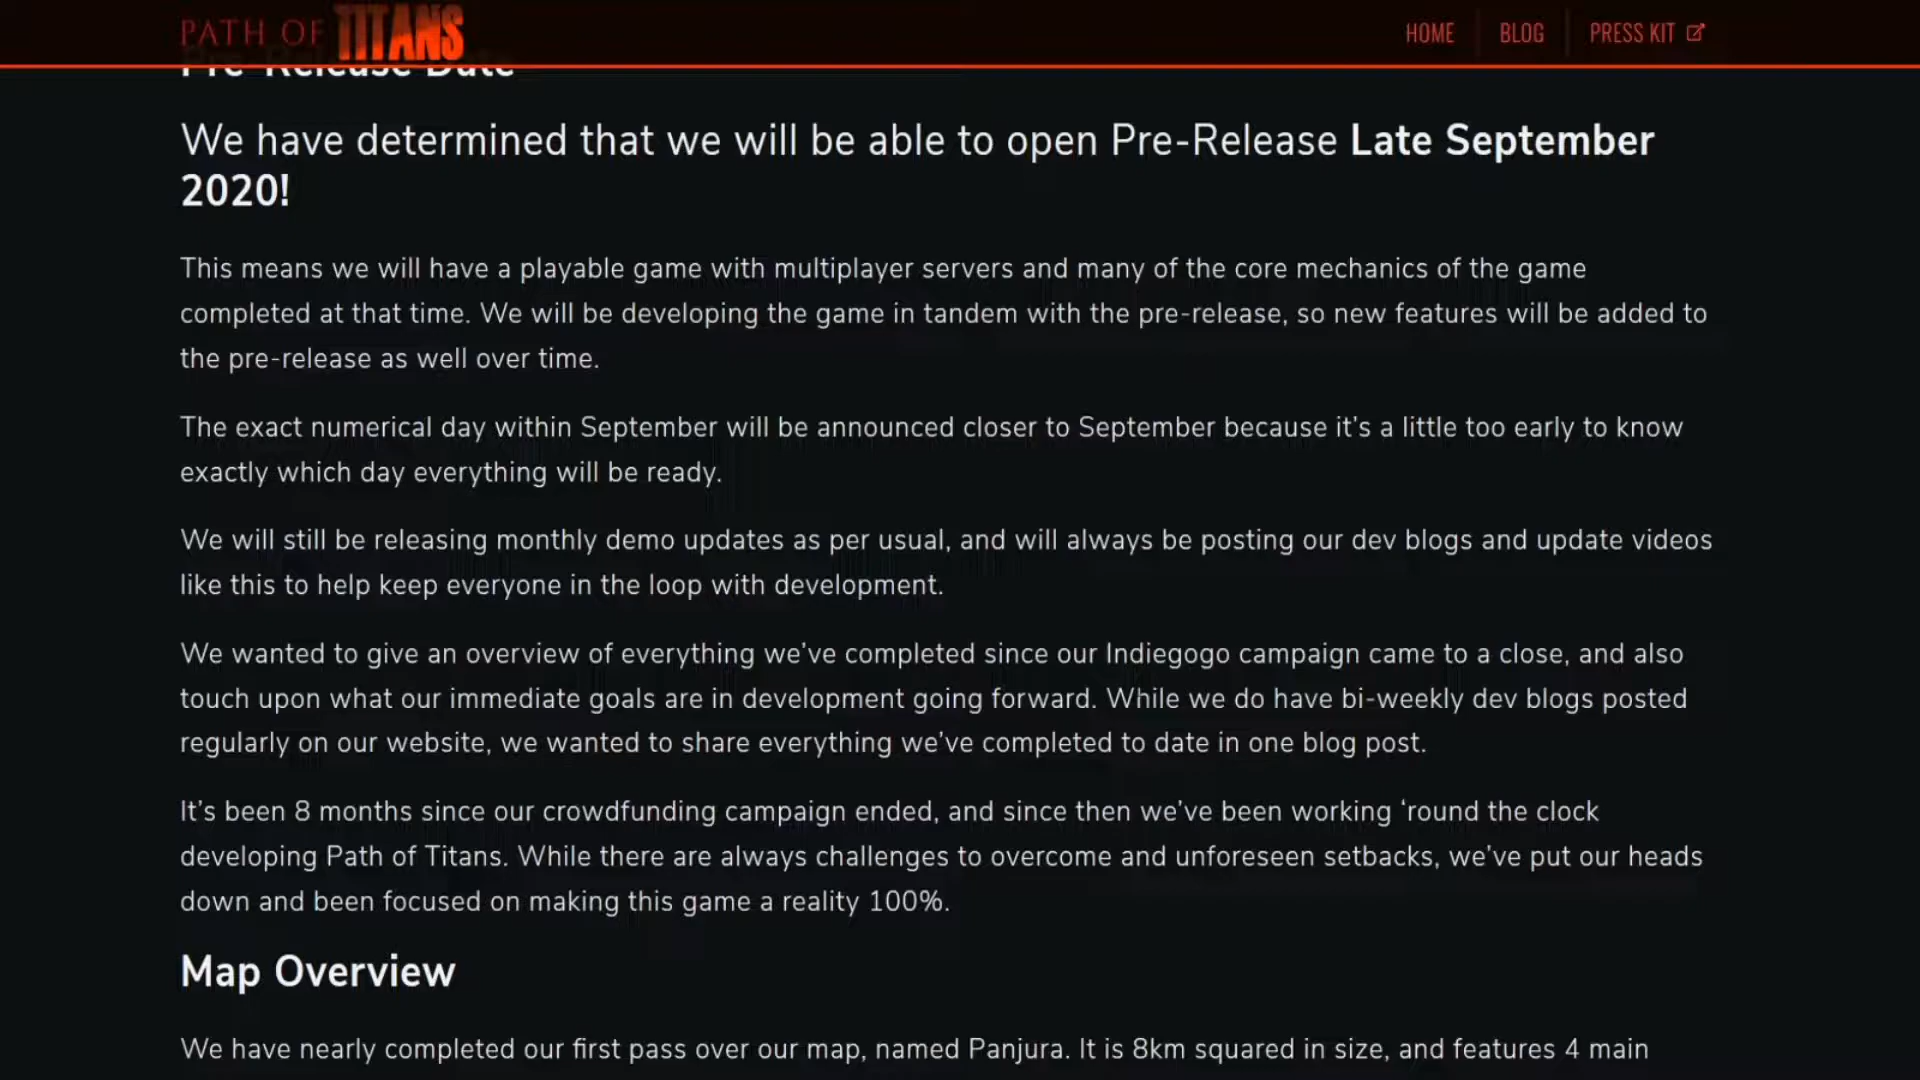 PATH OF TITANS
HOME
BLOG
PRESS KIT
Pre-Release Date
We have determined that we will be able to open Pre-Release Late September
2020!
This means we will have a playable game with multiplayer servers and many of the core mechanics of the game
completed at that time. We will be developing the game in tandem with the pre-release, so new features will be added to
the pre-release as well over time.
The exact numerical day within September will be announced closer to September because it's a little too early to know
exactly which day everything will be ready.
We will still be releasing monthly demo updates as per usual, and will always be posting our dev blogs and update videos
like this to help keep everyone in the loop with development.
We wanted to give an overview of everything we've completed since our Indiegogo campaign came to a close, and also
touch upon what our immediate goals are in development going forward. While we do have bi-weekly dev blogs posted
regularly on our website, we wanted to share everything we've completed to date in one blog post.
It's been 8 months since our crowdfunding campaign ended, and since then we've been working ‘round the clock
developing Path of Titans. While there are always challenges to overcome and unforeseen setbacks, we've put our heads
down and been focused on making this game a reality 100%.
Map Overview
We have nearly completed our first pass over our map, named Panjura. It is 8km squared in size, and features 4 main